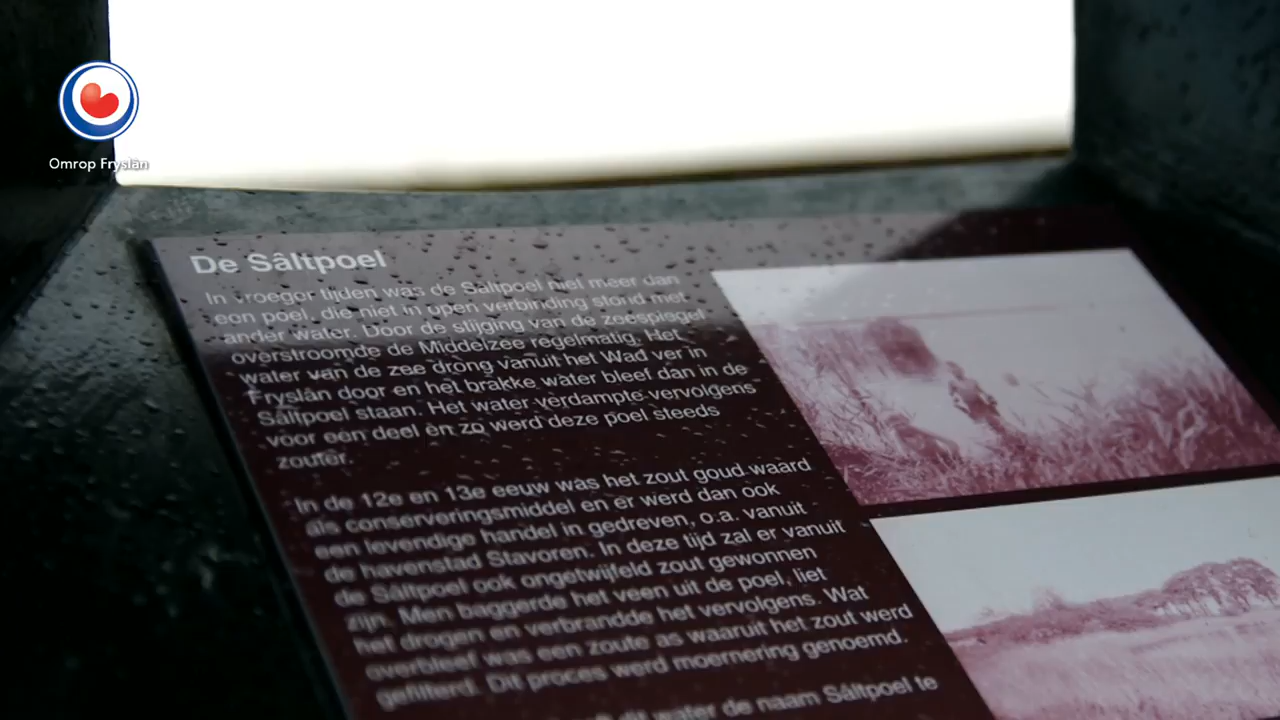 Omrop Fryslân
De Sâltpoel
In vroeger tijden was de Sâltpoel niet meer dan
een poel, die niet in open verbinding stond met
ander water. Door de stijging van de zeespiegel
overstroomde de Middelzee regelmatig. Het
water van de zee drong vanuit het Wad ver in
Fryslân door en het brakke water bleef dan in de
Sâltpoel staan. Het water verdampte vervolgens
voor een deel en zo werd deze poel steeds
zouter.
In de 12e en 13e eeuw was het zout goud waard
als conserveringsmiddel en er werd dan ook
een levendige handel in gedreven, o.a. vanuit
de havenstad Stavoren. In deze tijd zal er vanuit
de Sâltpoel ook ongetwijfeld zout gewonnen
zijn. Men baggerde het veen uit de poel, liet
het drogen en verbrandde het vervolgens. Wat
overbleef was een zoute as waaruit het zout werd
gefilterd. Dit proces werd moernering genoemd.
dit water de naam Sâltpoel te